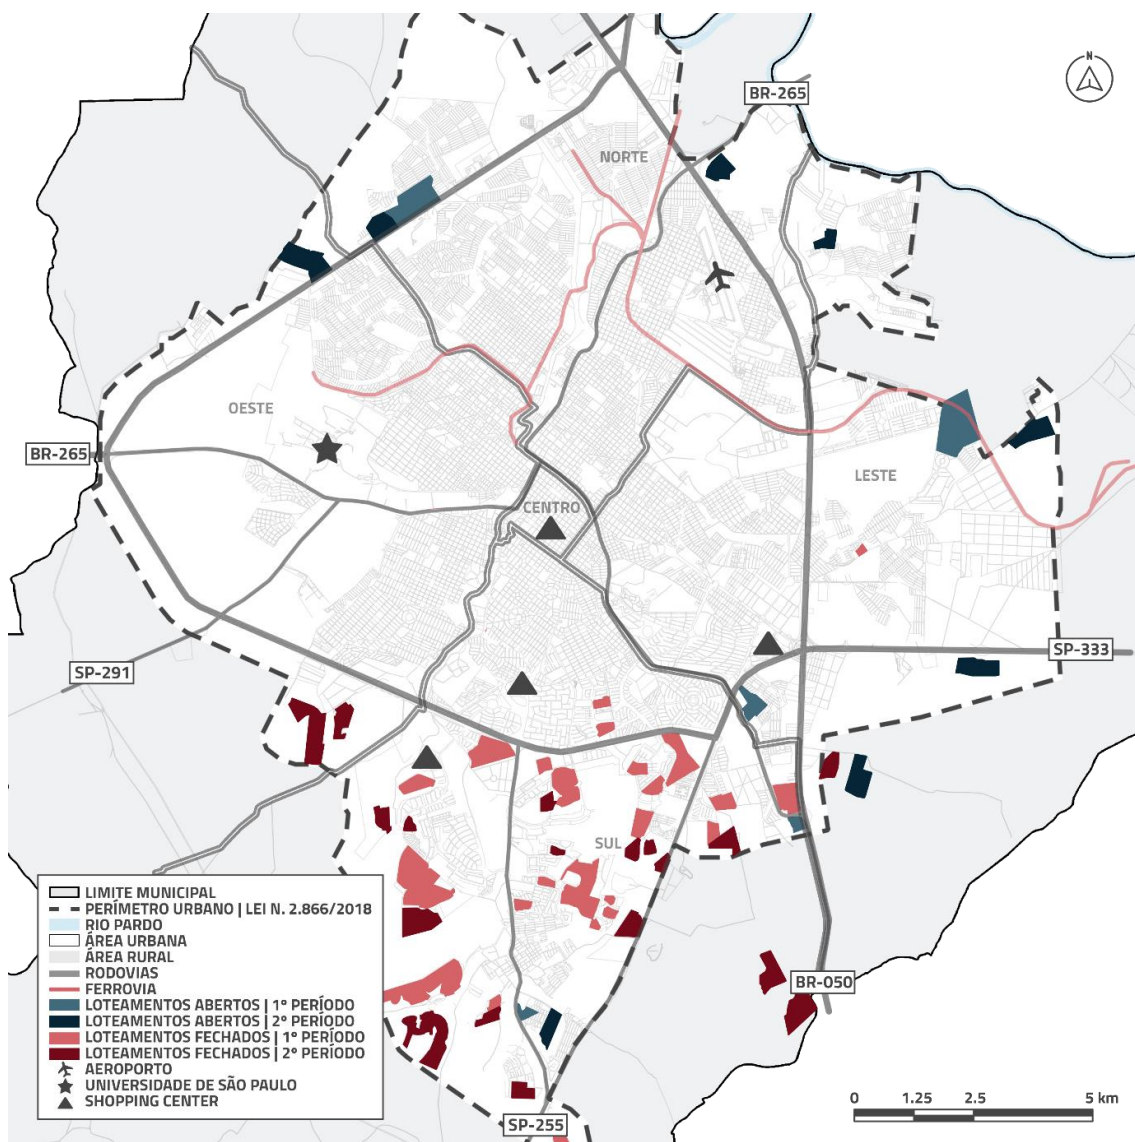 N
BR-265
NORTE
OESTE
BR-265
LESTE
CENTRO
SP-333
SP-291
SUL
BR-050
SP-255
LIMITE MUNICIPAL
PERÍMETRO URBANO | LEI N. 2.866/2018
RIO PARDO
ÁREA URBANA
ÁREA RURAL
RODOVIAS
FERROVIA
LOTEAMENTOS ABERTOS | 1º PERÍODO
LOTEAMENTOS ABERTOS | 2º PERÍODO
LOTEAMENTOS FECHADOS | 1º PERÍODO
LOTEAMENTOS FECHADOS | 2º PERÍODO
AEROPORTO
UNIVERSIDADE DE SÃO PAULO
SHOPPING CENTER
0 1.25 2.5 5 km